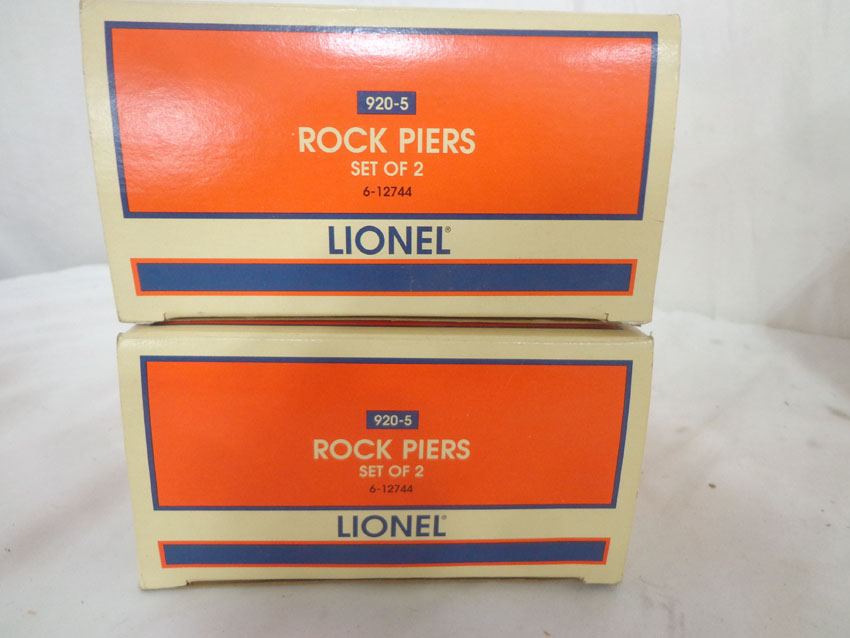 920-5
ROCK PIERS
SET OF 2
6-12744
LIONEL®
920-5
ROCK PIERS
SET OF 2
6-12744
LIONEL®